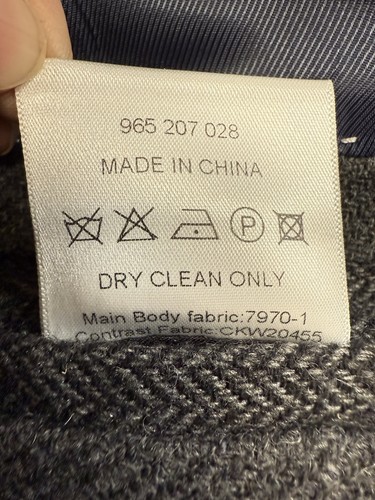 965 207 028
MADE IN CHINA
P
DRY CLEAN ONLY
Main Body fabric:7970-1
Contrast Fabric:CKW20455